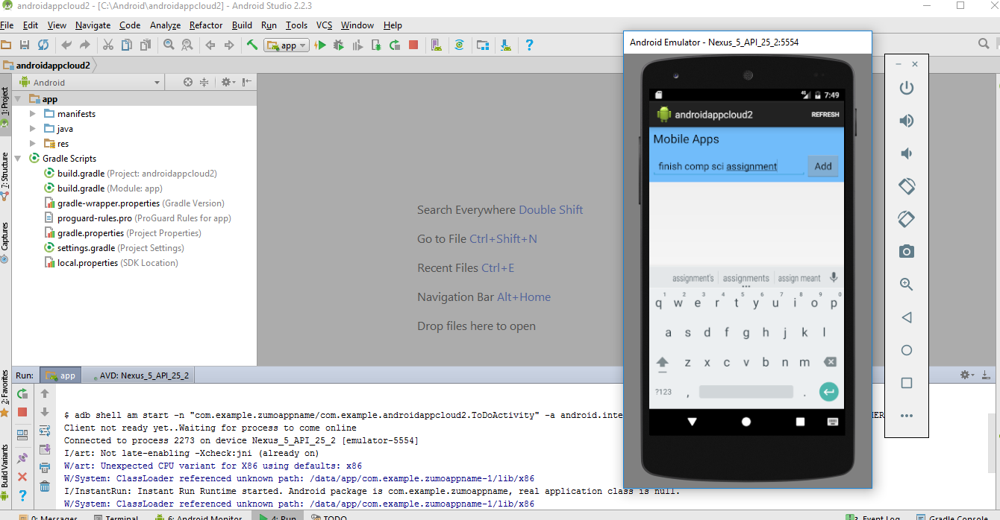 androidappcloud2 - [C:\Android\androidappcloud2] - Android Studio 2.2.3
File Edit View Navigate Code Analyze Refactor Build Run Tools VCS Window Help
app
androidappcloud2
Android
1: Project
7: Structure
Captures
2: Favorites
Build Variants
app
manifests
java
res
Gradle Scripts
build.gradle (Project: androidappcloud2)
build.gradle (Module: app)
gradle-wrapper.properties (Gradle Version)
proguard-rules.pro (ProGuard Rules for app)
gradle.properties (Project Properties)
settings.gradle (Project Settings)
local.properties (SDK Location)
Search Everywhere Double Shift
Go to File Ctrl+Shift+N
Recent Files Ctrl+E
Navigation Bar Alt+Home
Drop files here to open
Android Emulator - Nexus_5_API_25_2:5554
7:49
androidappcloud2 REFRESH
Mobile Apps
finish comp sci assignment Add
assignment's assignments assign meant
1 2 3 4 5 6 7 8 9 0
q w e r t y u i o p
a s d f g h j k l
z x c v b n m
?123 , .
Run: app AVD: Nexus_5_API_25_2
$ adb shell am start -n "com.example.zumoappname/com.example.androidappcloud2.ToDoActivity" -a android.inte HER
Client not ready yet..Waiting for process to come online
Connected to process 2273 on device Nexus_5_API_25_2 [emulator-5554]
I/art: Not late-enabling -Xcheck:jni (already on)
W/art: Unexpected CPU variant for X86 using defaults: x86
W/System: ClassLoader referenced unknown path: /data/app/com.example.zumoappname-1/lib/x86
I/InstantRun: Instant Run Runtime started. Android package is com.example.zumoappname, real application class is null.
W/System: ClassLoader referenced unknown path: /data/app/com.example.zumoappname-1/lib/x86
0: Messages Terminal 6: Android Monitor 4: Run TODO Event Log Gradle Console